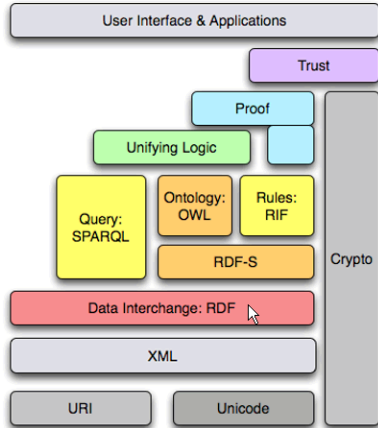 User Interface & Applications
Trust
Proof
Unifying Logic
Query:
SPARQL
Ontology:
OWL
Rules:
RIF
RDF-S
Crypto
Data Interchange: RDF
XML
URI
Unicode